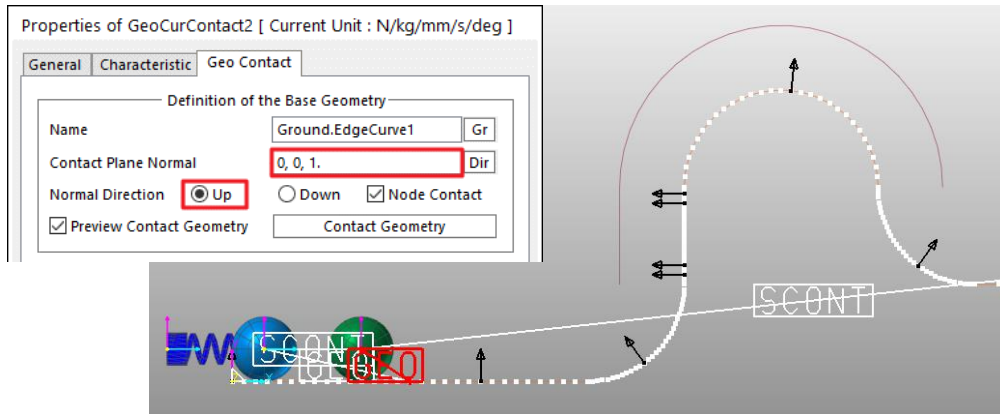 Properties of GeoCurContact2 [ Current Unit : N/kg/mm/s/deg ]
General Characteristic Geo Contact
Definition of the Base Geometry
Name Ground.EdgeCurve1 Gr
Contact Plane Normal 0, 0, 1. Dir
Normal Direction Up Down Node Contact
Preview Contact Geometry Contact Geometry
SCONT
SCONT
GEO